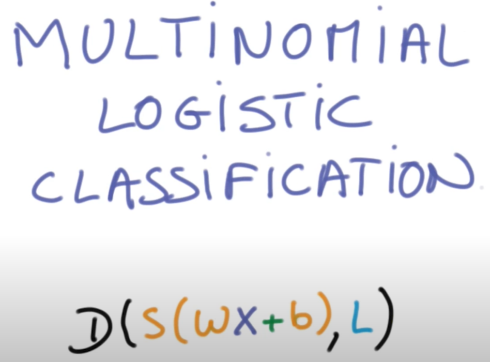 MULTiNOMiAL
LOGiSTiC
CLASSiFiCATiON
D(S(WX+b),L)